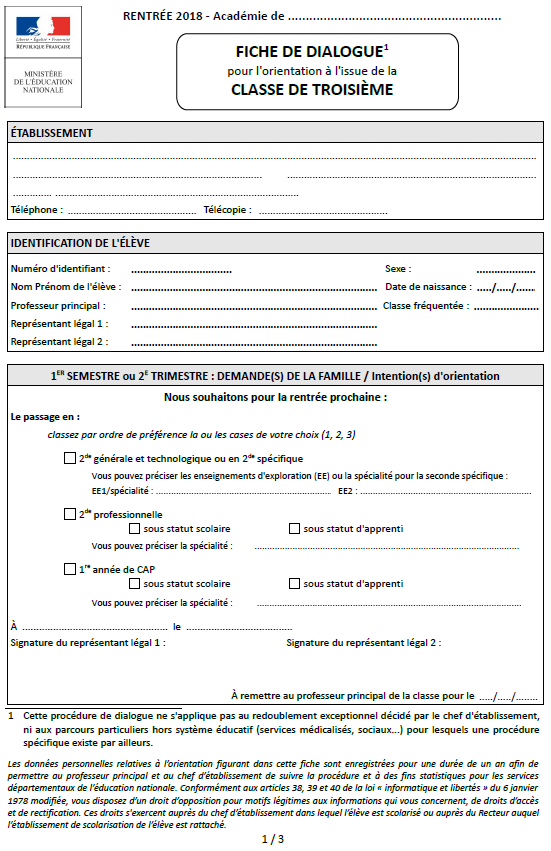 RENTRÉE 2018 - Académie de ............................................................
Liberté • Égalité • Fraternité
RÉPUBLIQUE FRANÇAISE
MINISTÈRE
DE L'ÉDUCATION
NATIONALE
FICHE DE DIALOGUE1
pour l'orientation à l'issue de la
CLASSE DE TROISIÈME
ÉTABLISSEMENT
Téléphone : ............................................... Télécopie : ...............................................
IDENTIFICATION DE L'ÉLÈVE
Numéro d'identifiant : .................................. Sexe : ....................
Nom Prénom de l'élève : .................................. Date de naissance : ...../...../.......
Professeur principal : .................................. Classe fréquentée : ......................
Représentant légal 1 : ..................................
Représentant légal 2 : ..................................
1ER SEMESTRE ou 2E TRIMESTRE : DEMANDE(S) DE LA FAMILLE / Intention(s) d'orientation
Nous souhaitons pour la rentrée prochaine :
Le passage en :
classez par ordre de préférence la ou les cases de votre choix (1, 2, 3)
2de générale et technologique ou en 2de spécifique
Vous pouvez préciser les enseignements d'exploration (EE) ou la spécialité pour la seconde spécifique :
EE1/spécialité : .................................. EE2 : ..................................
2de professionnelle
sous statut scolaire sous statut d'apprenti
Vous pouvez préciser la spécialité : ..................................
1re année de CAP
sous statut scolaire sous statut d'apprenti
Vous pouvez préciser la spécialité : ..................................
À .................................. le ..................................
Signature du représentant légal 1 : Signature du représentant légal 2 :
À remettre au professeur principal de la classe pour le ...../...../........
1 Cette procédure de dialogue ne s'applique pas au redoublement exceptionnel décidé par le chef d'établissement,
ni aux parcours particuliers hors système éducatif (services médicalisés, sociaux...) pour lesquels une procédure
spécifique existe par ailleurs.
Les données personnelles relatives à l'orientation figurant dans cette fiche sont enregistrées pour une durée de un an afin de
permettre au professeur principal et au chef d'établissement de suivre la procédure et à des fins statistiques pour les services
départementaux de l'éducation nationale. Conformément aux articles 38, 39 et 40 de la loi « informatique et libertés » du 6 janvier
1978 modifiée, vous disposez d'un droit d'opposition pour motifs légitimes aux informations qui vous concernent, de droits d'accès
et de rectification. Ces droits s'exercent auprès du chef d'établissement dans lequel l'élève est scolarisé ou auprès du Recteur auquel
l'établissement de scolarisation de l'élève est rattaché.
1 / 3